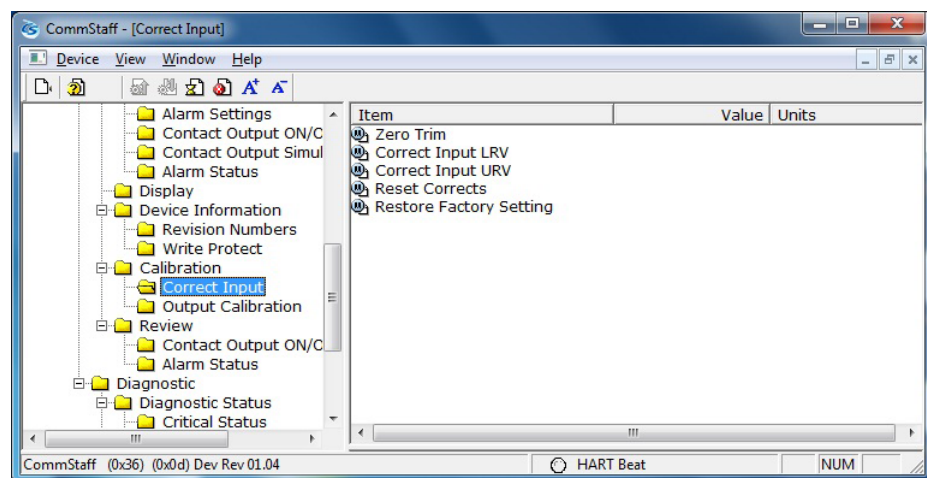 CommStaff - [Correct Input]
Device View Window Help
Alarm Settings
Contact Output ON/O
Contact Output Simul
Alarm Status
Display
Device Information
Revision Numbers
Write Protect
Calibration
Correct Input
Output Calibration
Review
Contact Output ON/O
Alarm Status
Diagnostic
Diagnostic Status
Critical Status
Item Value Units
Zero Trim
Correct Input LRV
Correct Input URV
Reset Corrects
Restore Factory Setting
CommStaff (0x36) (0x0d) Dev Rev 01.04 HART Beat NUM